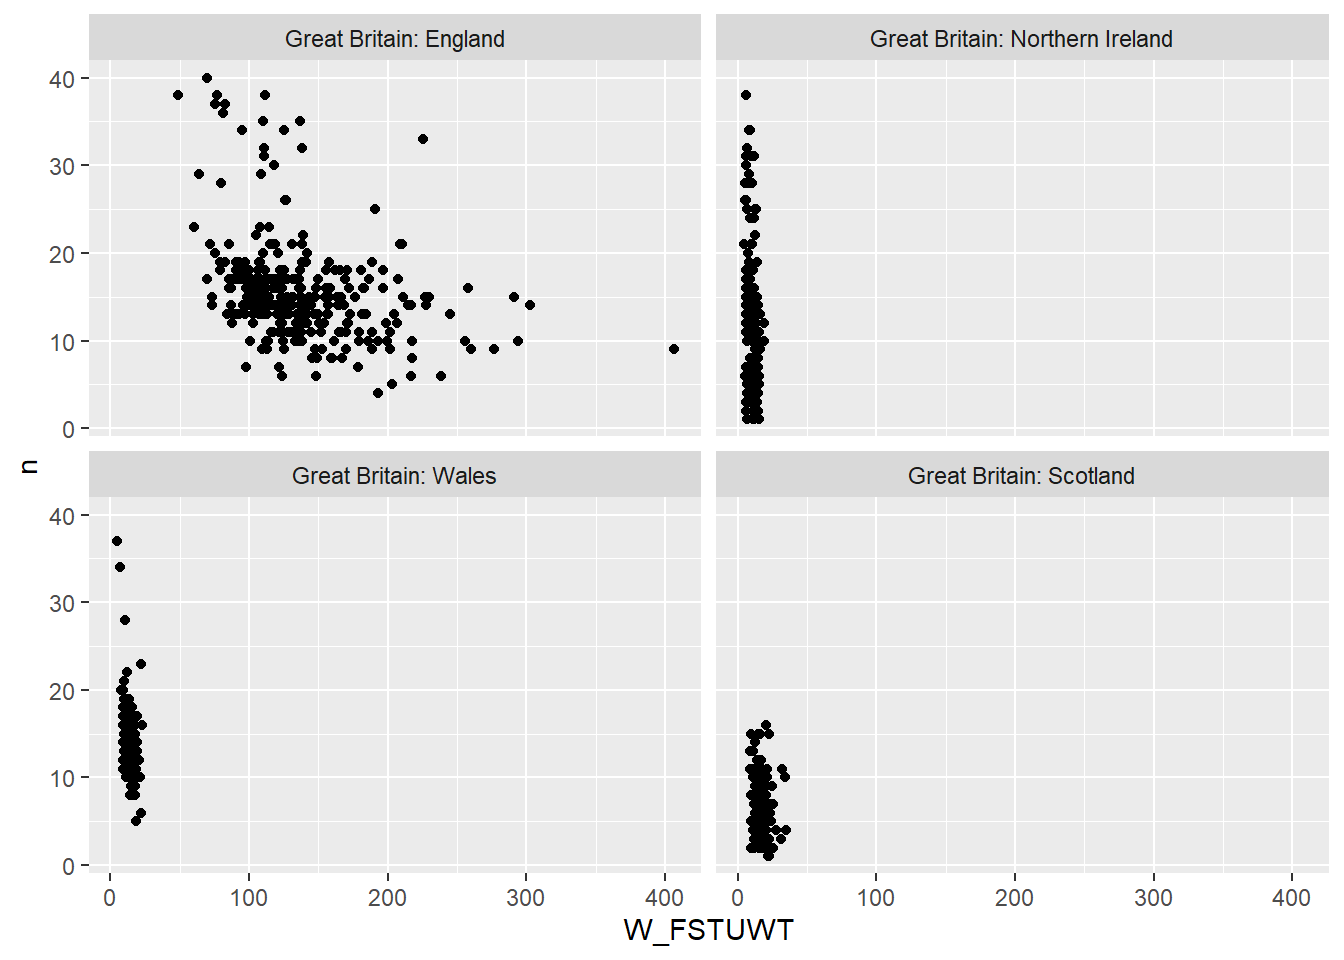 Great Britain: England
Great Britain: Northern Ireland
40
30
20
10
0
n
Great Britain: Wales
Great Britain: Scotland
40
30
20
10
0
0 100 200 300 400 0 100 200 300 400
W_FSTUWT